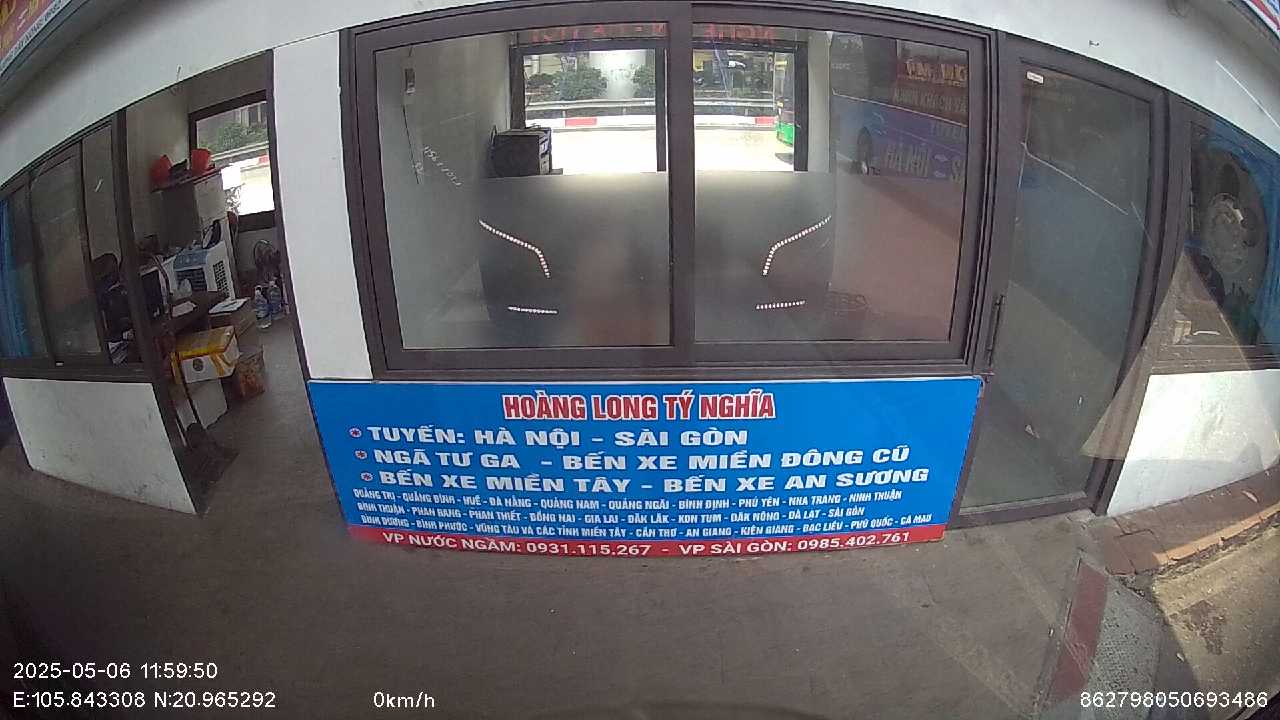 HOÀNG LONG TÝ NGHĨA
TUYẾN: HÀ NỘI - SÀI GÒN
NGÃ TƯ GA - BẾN XE MIỀN ĐÔNG CŨ
BẾN XE MIỀN TÂY - BẾN XE AN SƯƠNG
QUẢNG TRỊ - QUẢNG BÌNH - HUẾ - ĐÀ NẴNG - QUẢNG NAM - QUẢNG NGÃI - BÌNH ĐỊNH - PHÚ YÊN - NHA TRANG - NINH THUẬN
BÌNH THUẬN - PHAN RANG - PHAN THIẾT - ĐỒNG NAI - GIA LAI - ĐĂK LĂK - KON TUM - ĐĂK NÔNG - ĐÀ LẠT - SÀI GÒN
BÌNH DƯƠNG - BÌNH PHƯỚC - VŨNG TÀU VÀ CÁC TỈNH MIỀN TÂY - CẦN THƠ - AN GIANG - KIÊN GIANG - BẠC LIÊU - PHÚ QUỐC - CÀ MAU
VP NƯỚC NGẦM: 0931.115.267 - VP SÀI GÒN: 0985.402.761
2025-05-06 11:59:50
E:105.843308 N:20.965292
0km/h
862798050693486